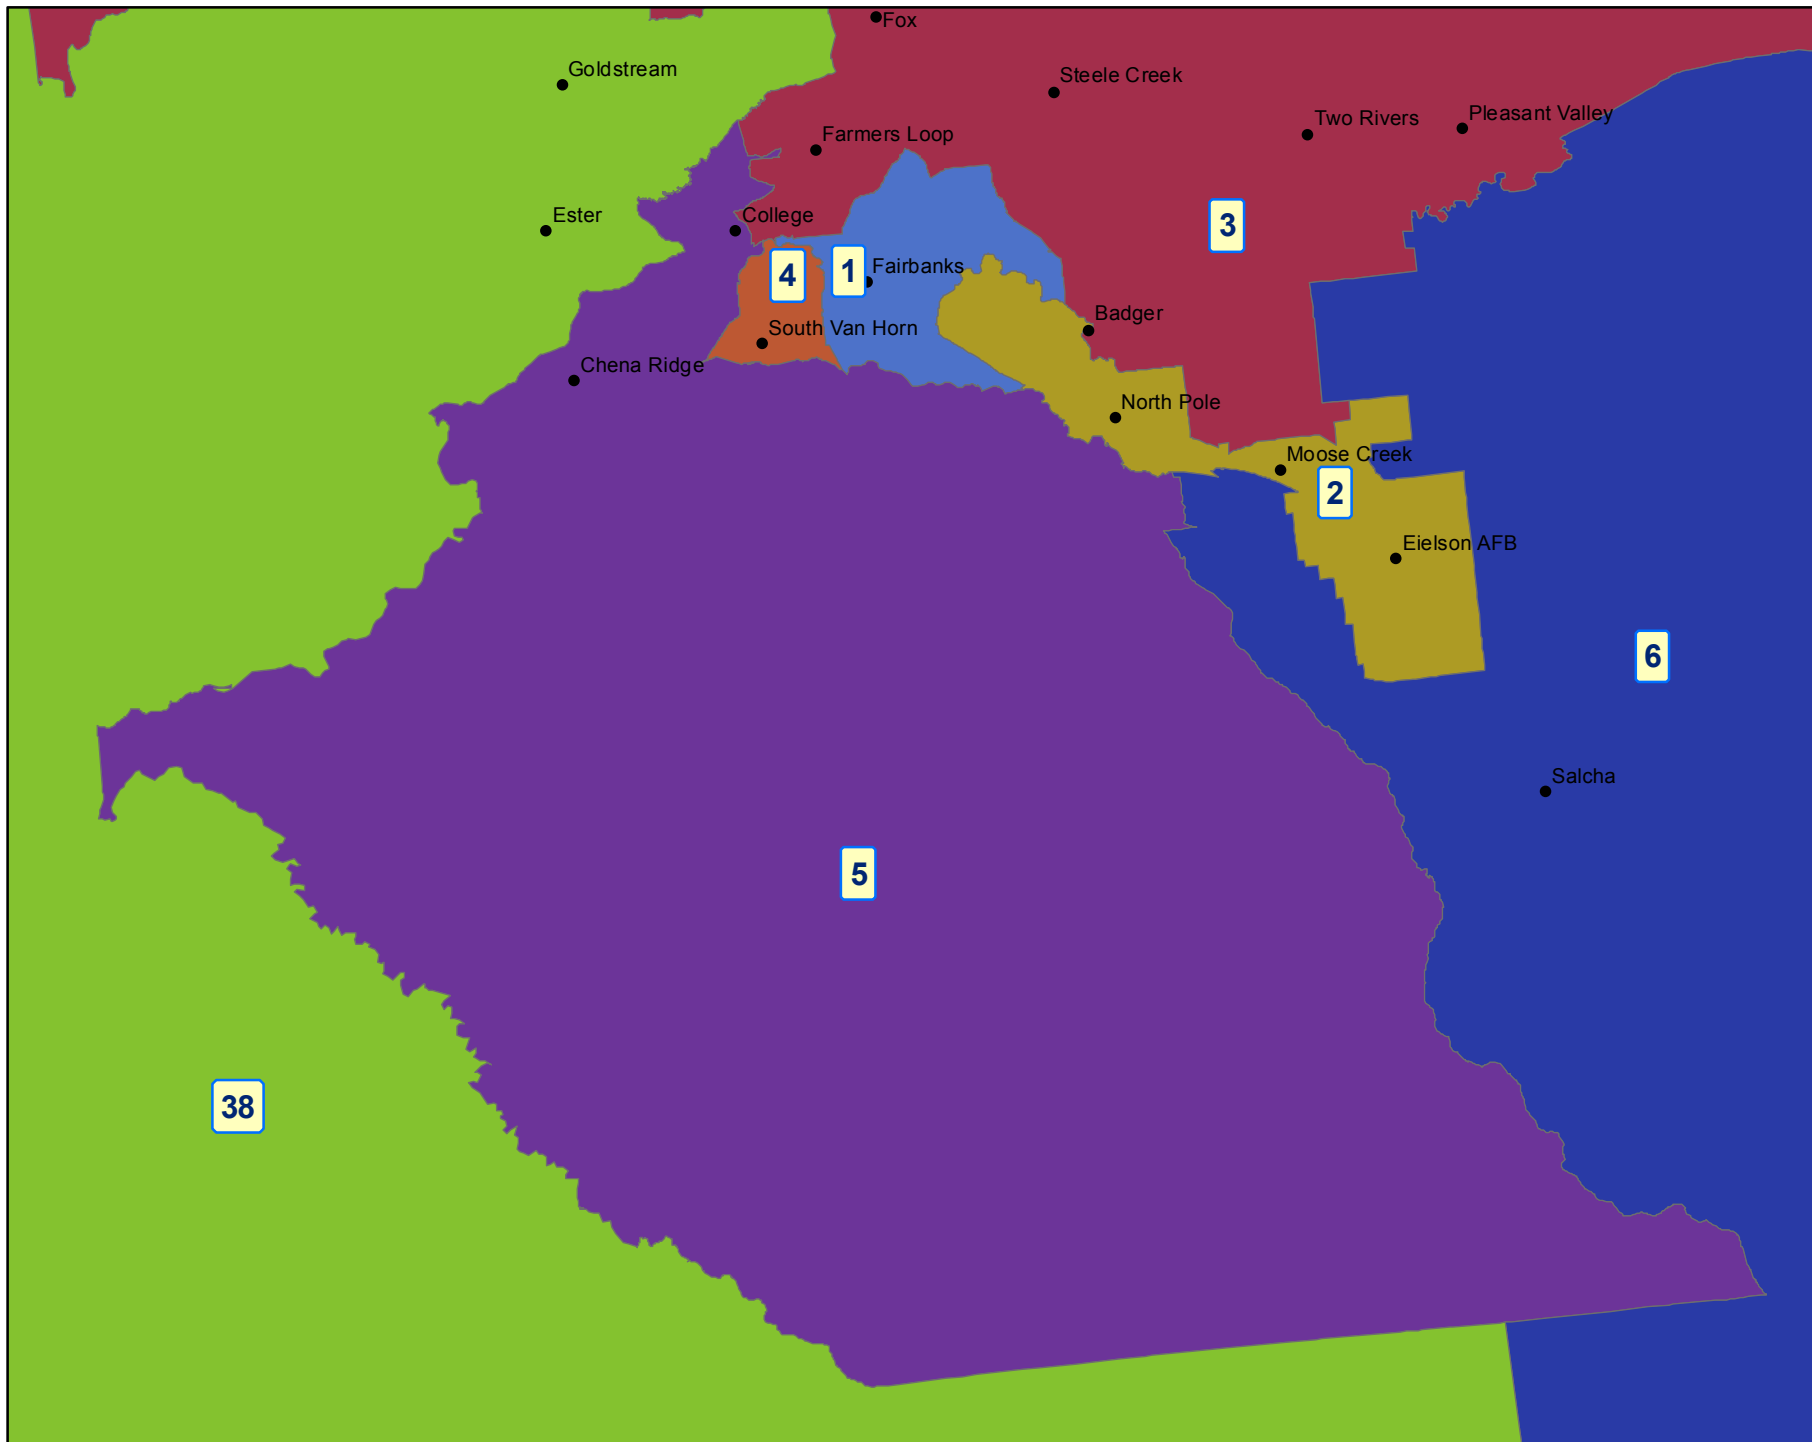 Fox
Goldstream
Steele Creek
Two Rivers
Pleasant Valley
Farmers Loop
Ester
College
3
4
1
Fairbanks
Badger
South Van Horn
Chena Ridge
North Pole
Moose Creek
2
Eielson AFB
6
Salcha
5
38